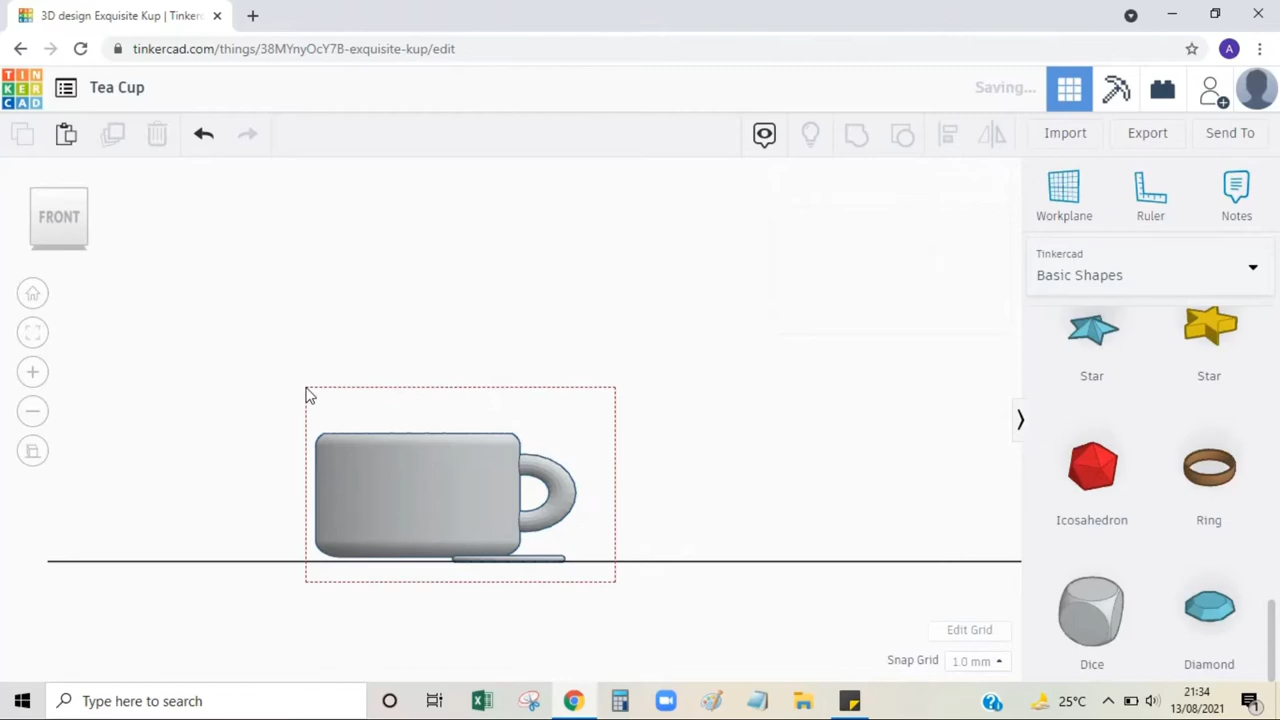 3D design Exquisite Kup | Tinkerc
tinkercad.com/things/38MYnyOcY7B-exquisite-kup/edit
A
TIN
KER
CAD
Tea Cup
Saving...
Import
Export
Send To
FRONT
Workplane
Ruler
Notes
Tinkercad
Basic Shapes
Star
Star
Icosahedron
Ring
Dice
Diamond
Edit Grid
Snap Grid
1.0 mm
Type here to search
25°C
21:34
13/08/2021
1